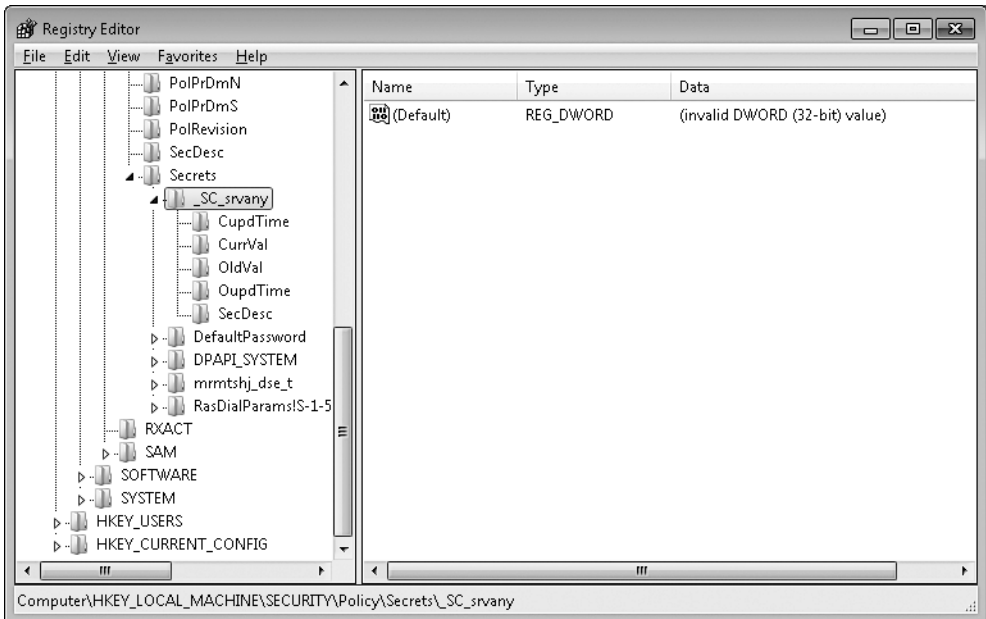 Registry Editor
File Edit View Favorites Help
PolPrDmN
PolPrDmS
PolRevision
SecDesc
Secrets
_SC_srvany
CupdTime
CurrVal
OldVal
OupdTime
SecDesc
DefaultPassword
DPAPI_SYSTEM
mrmtshj_dse_t
RasDialParams!S-1-5
RXACT
SAM
SOFTWARE
SYSTEM
HKEY_USERS
HKEY_CURRENT_CONFIG
Name Type Data
(Default) REG_DWORD (invalid DWORD (32-bit) value)
Computer\HKEY_LOCAL_MACHINE\SECURITY\Policy\Secrets\_SC_srvany